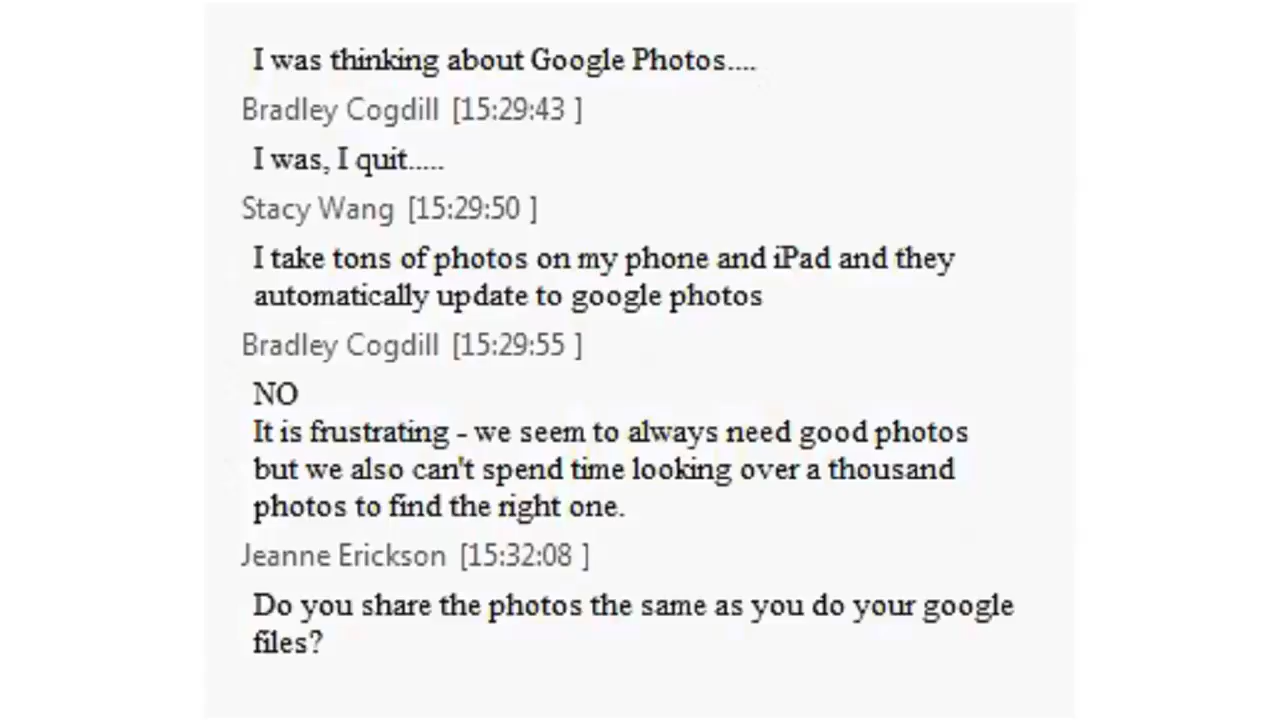 I was thinking about Google Photos....
Bradley Cogdill [15:29:43 ]
I was, I quit.....
Stacy Wang [15:29:50 ]
I take tons of photos on my phone and iPad and they
automatically update to google photos
Bradley Cogdill [15:29:55 ]
NO
It is frustrating - we seem to always need good photos
but we also can't spend time looking over a thousand
photos to find the right one.
Jeanne Erickson [15:32:08 ]
Do you share the photos the same as you do your google
files?